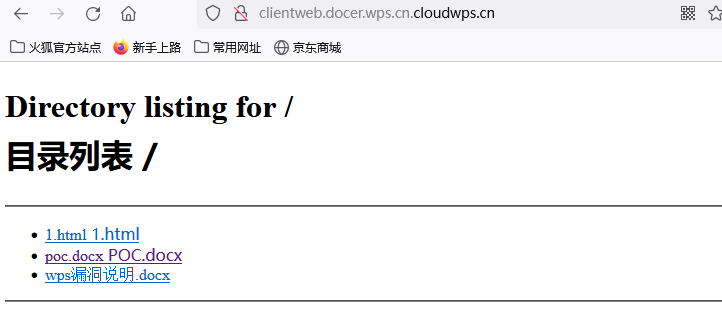 clientweb.docer.wps.cn.cloudwps.cn
火狐官方站点 新手上路 常用网址 京东商城
Directory listing for /
目录列表 /
1.html 1.html
poc.docx POC.docx
wps漏洞说明.docx